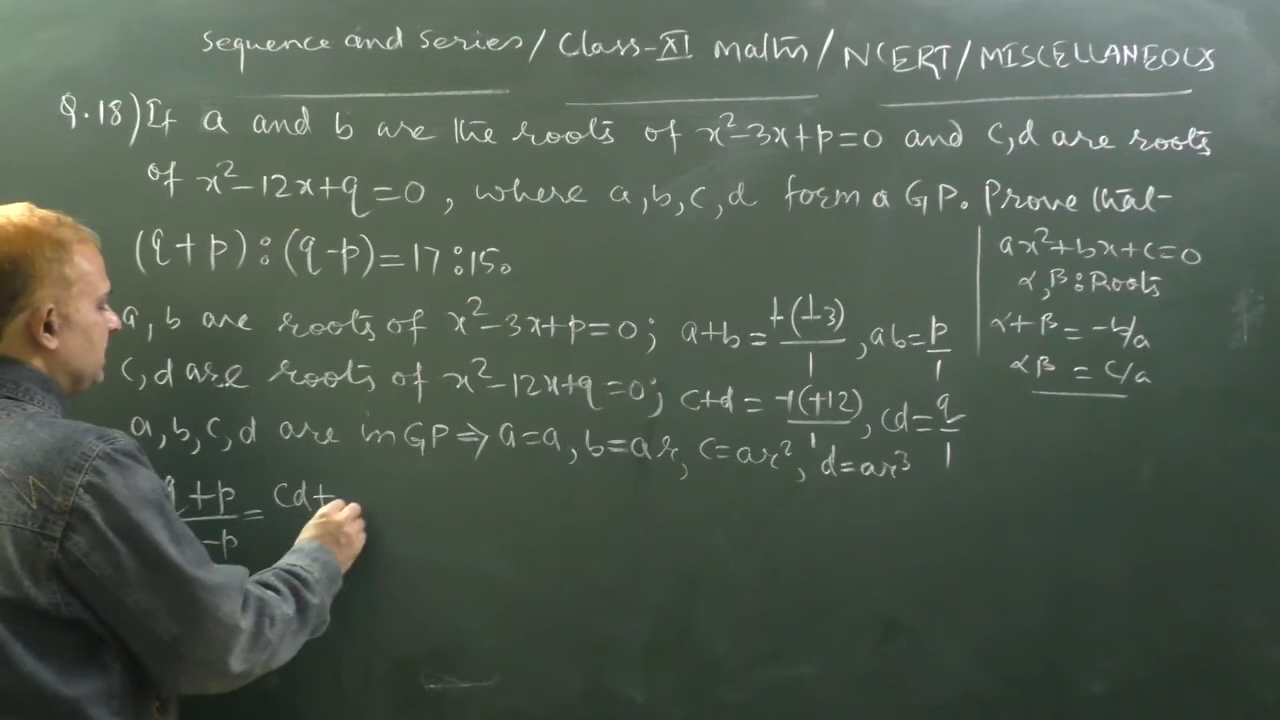 Sequence and Series/Class-XI Maths/NCERT/MISCELLANEOUS
Q.18) If a and b are the roots of x²-3x+p=0 and c,d are roots
of x²-12x+q=0, where a,b,c,d form a GP. Prove that
(q+p):(q-p)=17:15.
a,b are roots of x²-3x+p=0; a+b=+(+3)/1, ab=p/1
c,d are roots of x²-12x+q=0; c+d=-1(+12)/1, cd=q/1
a,b,c,d are in GP⇒a=a, b=ar, c=ar², d=ar³
q+p/-p=cd+
ax²+bx+c=0
α,β:Roots
α+β=-b/a
αβ=c/a